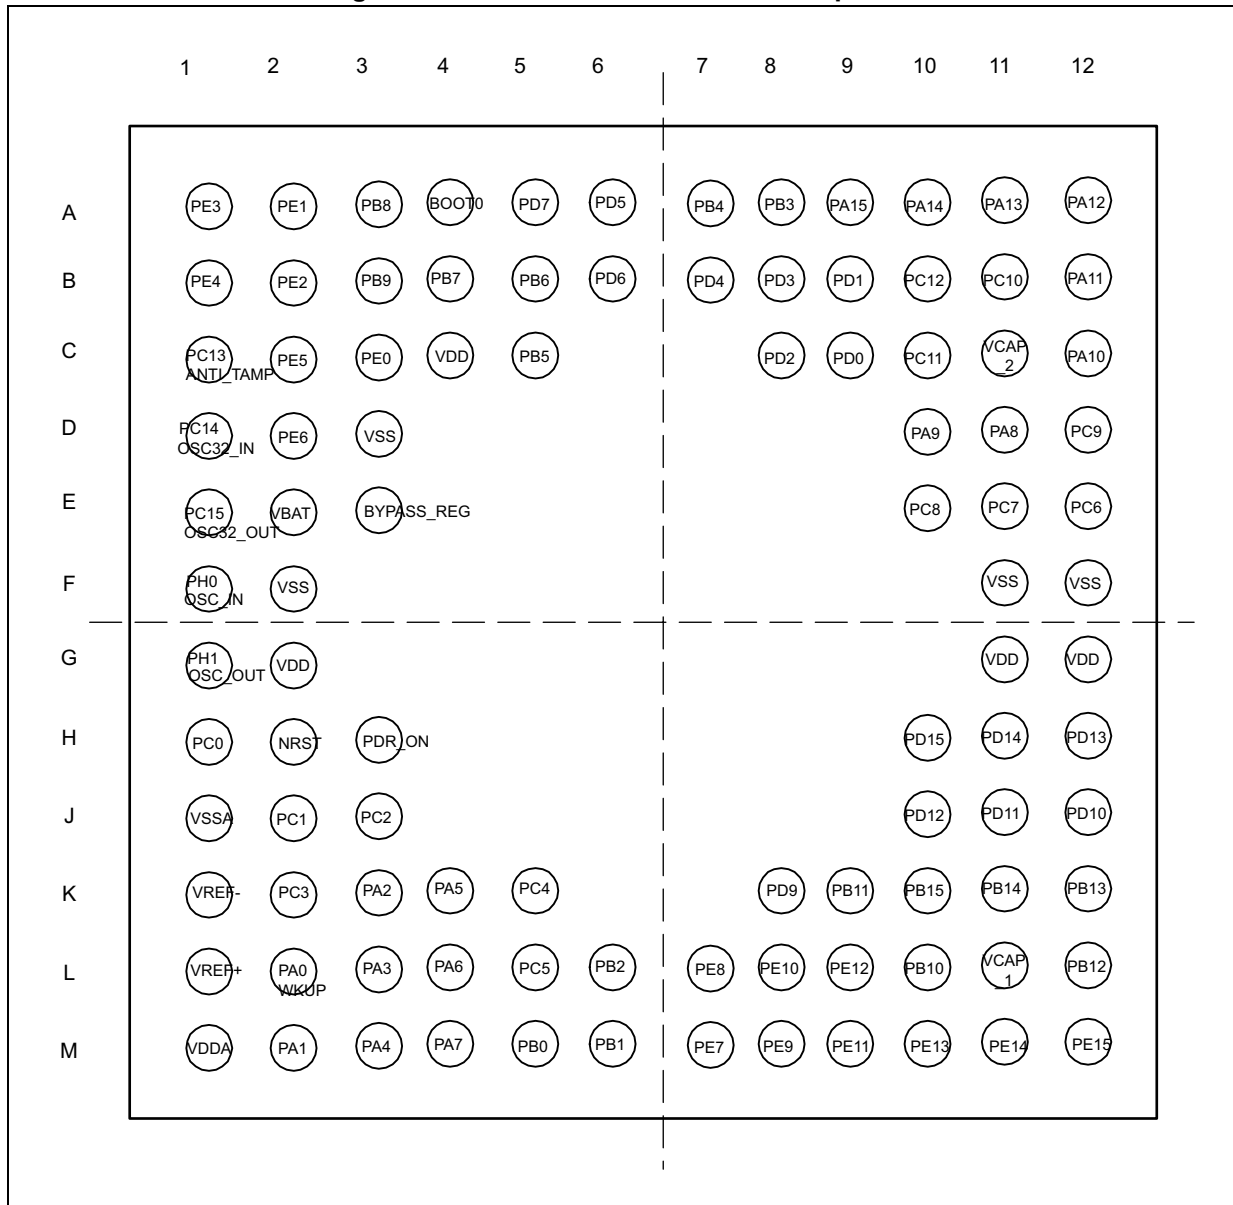 1 2 3 4 5 6 7 8 9 10 11 12
A PE3 PE1 PB8 BOOT0 PD7 PD5 PB4 PB3 PA15 PA14 PA13 PA12
B PE4 PE2 PB9 PB7 PB6 PD6 PD4 PD3 PD1 PC12 PC10 PA11
C PC13 PE5 PE0 VDD PB5 PD2 PD0 PC11 VCAP PA10
ANTI_TAMP _2
D PC14 PE6 VSS PA9 PA8 PC9
OSC32_IN
E PC15 VBAT BYPASS_REG PC8 PC7 PC6
OSC32_OUT
F PH0 VSS VSS VSS
OSC_IN
G PH1 VDD VDD VDD
OSC_OUT
H PC0 NRST PDR_ON PD15 PD14 PD13
J VSSA PC1 PC2 PD12 PD11 PD10
K VREF- PC3 PA2 PA5 PC4 PD9 PB11 PB15 PB14 PB13
L VREF+ PA0 PA3 PA6 PC5 PB2 PE8 PE10 PE12 PB10 VCAP PB12
WKUP _1
M VDDA PA1 PA4 PA7 PB0 PB1 PE7 PE9 PE11 PE13 PE14 PE15